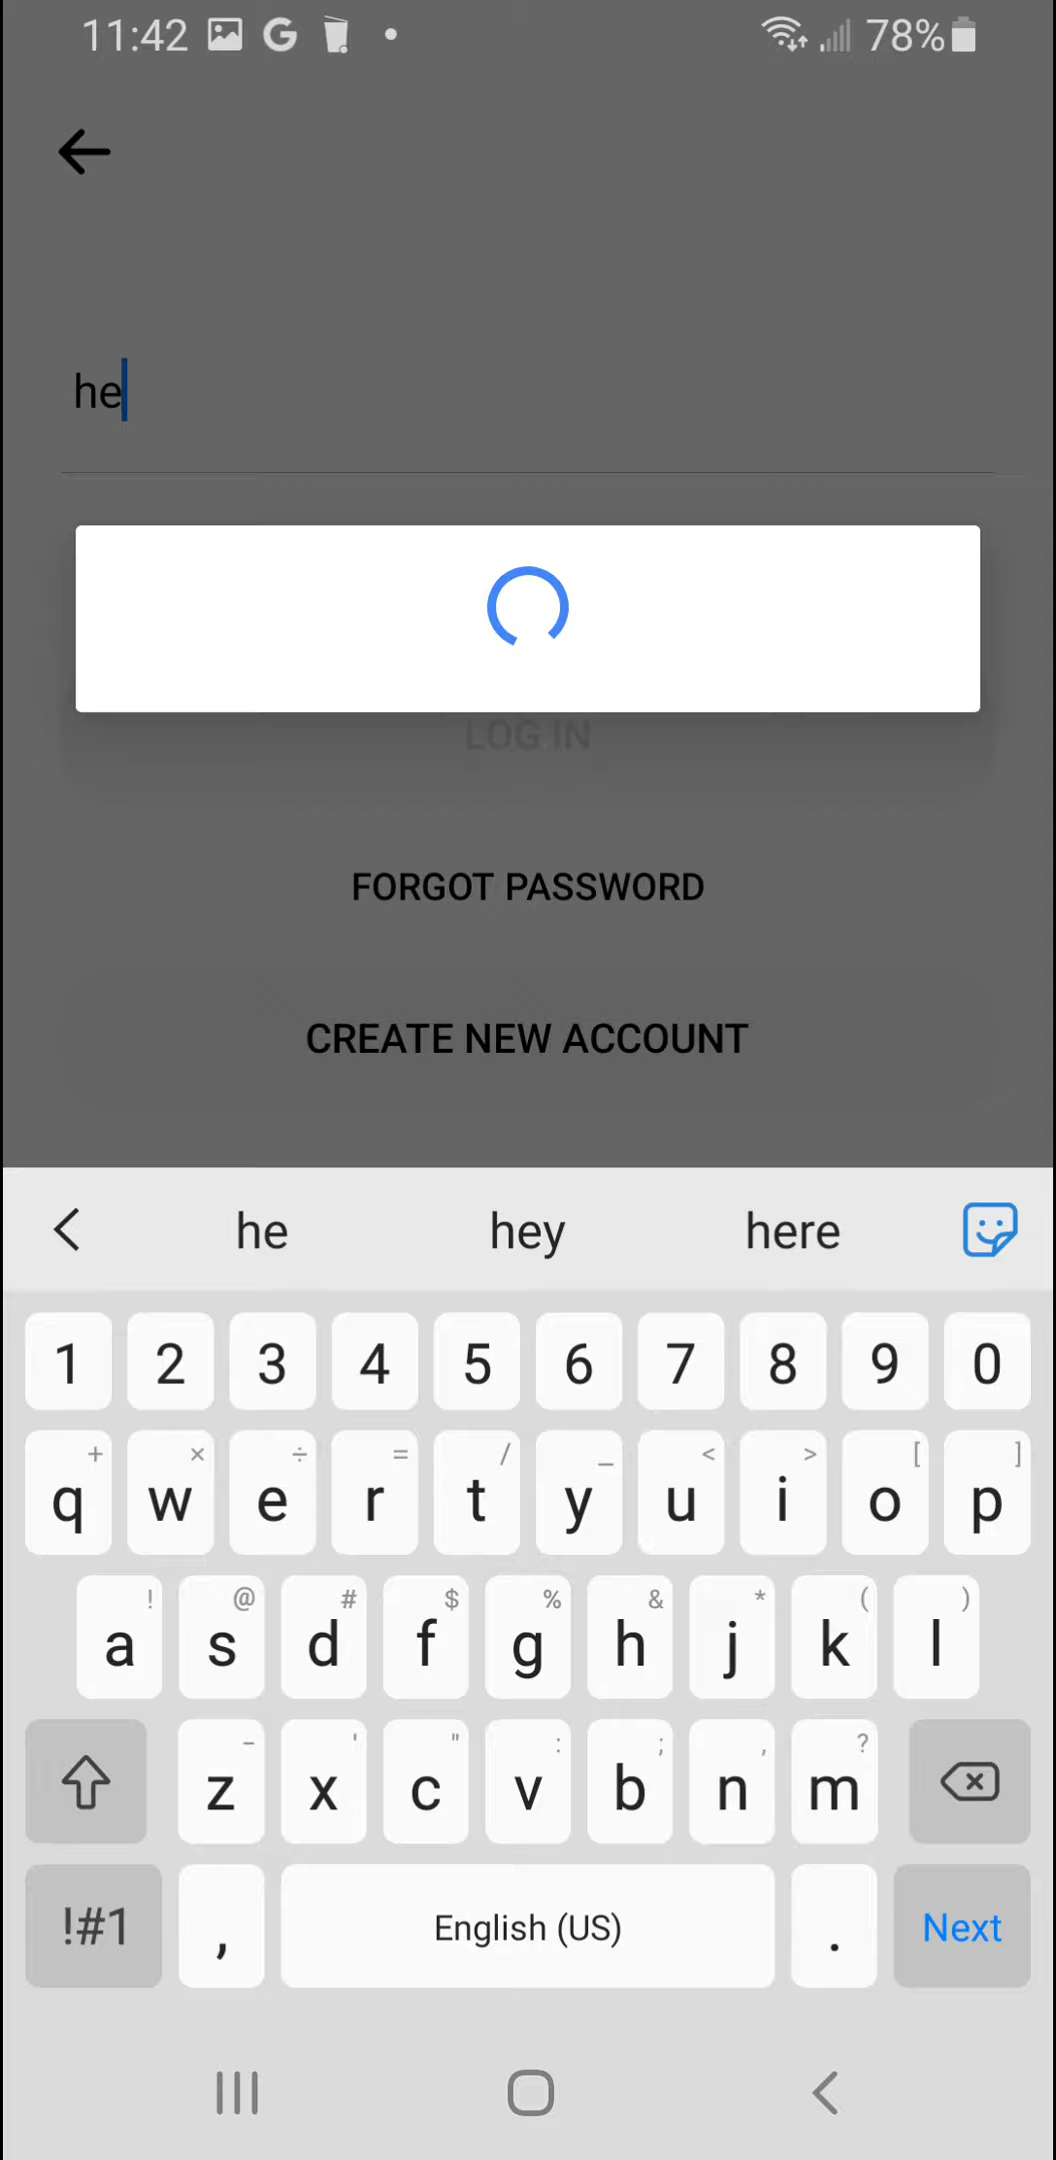 11:42 G 78%
he
LOG IN
FORGOT PASSWORD
CREATE NEW ACCOUNT
he hey here
1 2 3 4 5 6 7 8 9 0
+ × ÷ = / _ < > [ ]
q w e r t y u i o p
! @ # $ % & * ( )
a s d f g h j k l
- ' " : ; , ?
z x c v b n m
!#1 , English (US) . Next